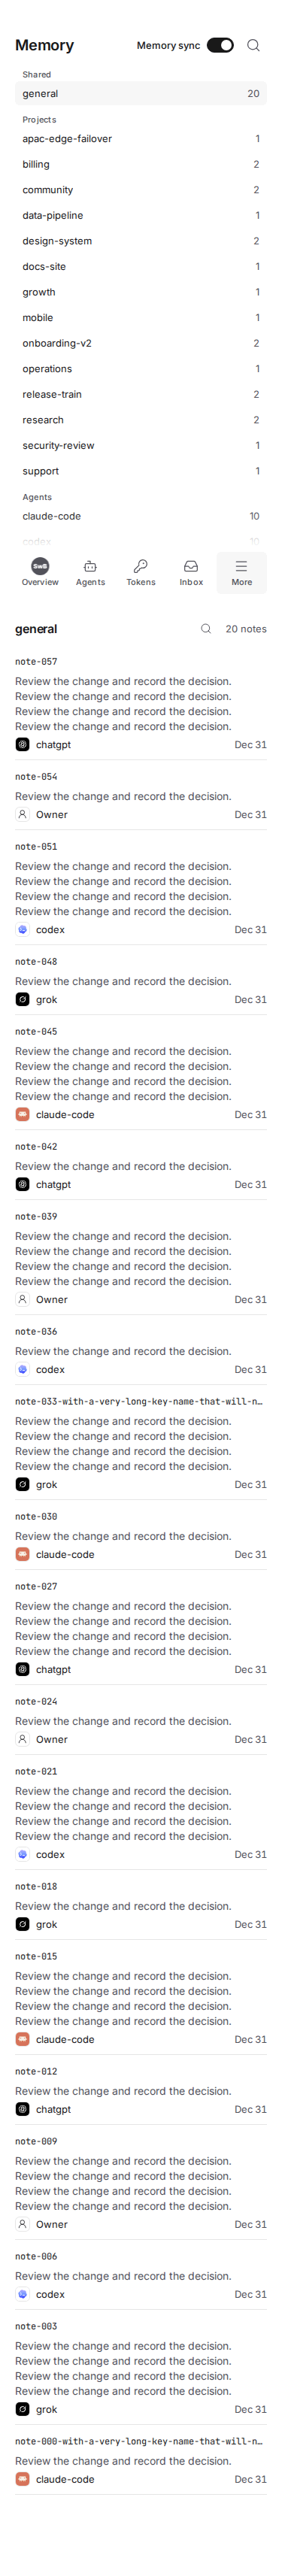 Memory
Memory sync
Shared
general 20
Projects
apac-edge-failover 1
billing 2
community 2
data-pipeline 1
design-system 2
docs-site 1
growth 1
mobile 1
onboarding-v2 2
operations 1
release-train 2
research 2
security-review 1
support 1
Agents
claude-code 10
codex 10
SwB
Overview Agents Tokens Inbox More
general 20 notes
note-057
Review the change and record the decision.
Review the change and record the decision.
Review the change and record the decision.
Review the change and record the decision.
chatgpt Dec 31
note-054
Review the change and record the decision.
Owner Dec 31
note-051
Review the change and record the decision.
Review the change and record the decision.
Review the change and record the decision.
Review the change and record the decision.
codex Dec 31
note-048
Review the change and record the decision.
grok Dec 31
note-045
Review the change and record the decision.
Review the change and record the decision.
Review the change and record the decision.
Review the change and record the decision.
claude-code Dec 31
note-042
Review the change and record the decision.
chatgpt Dec 31
note-039
Review the change and record the decision.
Review the change and record the decision.
Review the change and record the decision.
Review the change and record the decision.
Owner Dec 31
note-036
Review the change and record the decision.
codex Dec 31
note-033-with-a-very-long-key-name-that-will-n…
Review the change and record the decision.
Review the change and record the decision.
Review the change and record the decision.
Review the change and record the decision.
grok Dec 31
note-030
Review the change and record the decision.
claude-code Dec 31
note-027
Review the change and record the decision.
Review the change and record the decision.
Review the change and record the decision.
Review the change and record the decision.
chatgpt Dec 31
note-024
Review the change and record the decision.
Owner Dec 31
note-021
Review the change and record the decision.
Review the change and record the decision.
Review the change and record the decision.
Review the change and record the decision.
codex Dec 31
note-018
Review the change and record the decision.
grok Dec 31
note-015
Review the change and record the decision.
Review the change and record the decision.
Review the change and record the decision.
Review the change and record the decision.
claude-code Dec 31
note-012
Review the change and record the decision.
chatgpt Dec 31
note-009
Review the change and record the decision.
Review the change and record the decision.
Review the change and record the decision.
Review the change and record the decision.
Owner Dec 31
note-006
Review the change and record the decision.
codex Dec 31
note-003
Review the change and record the decision.
Review the change and record the decision.
Review the change and record the decision.
Review the change and record the decision.
grok Dec 31
note-000-with-a-very-long-key-name-that-will-n…
Review the change and record the decision.
claude-code Dec 31